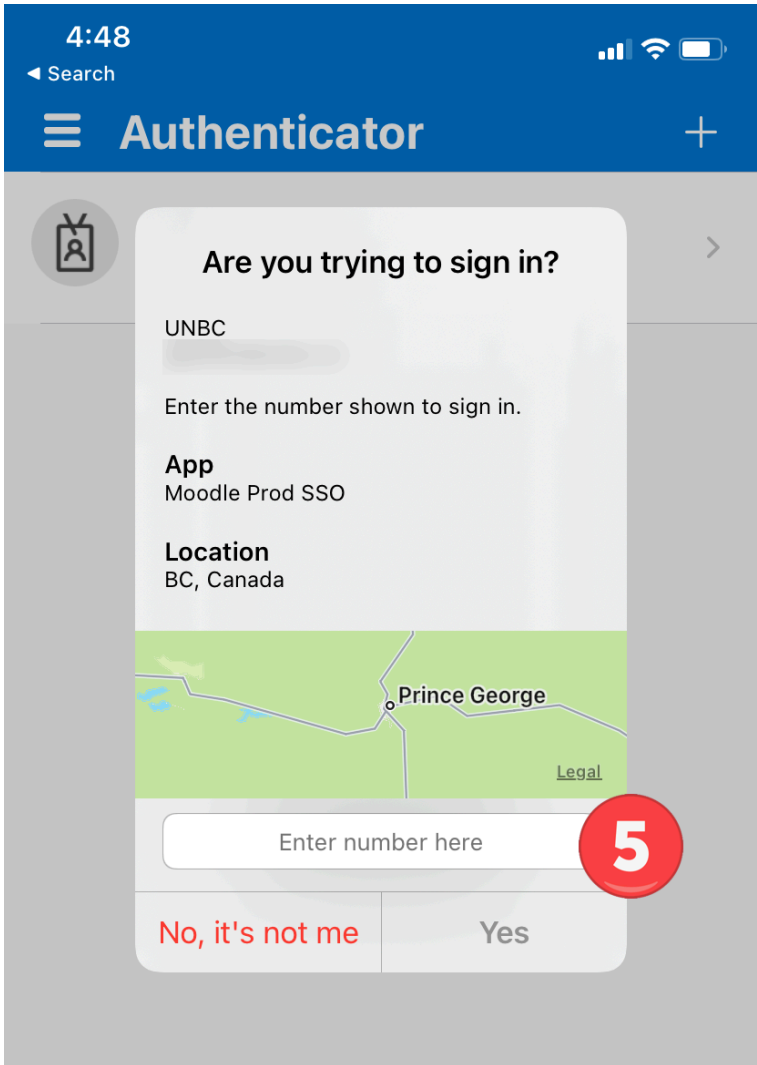 4:48
Search
Authenticator
Are you trying to sign in?
UNBC
Enter the number shown to sign in.
App
Moodle Prod SSO
Location
BC, Canada
Prince George
Legal
Enter number here
5
No, it's not me
Yes